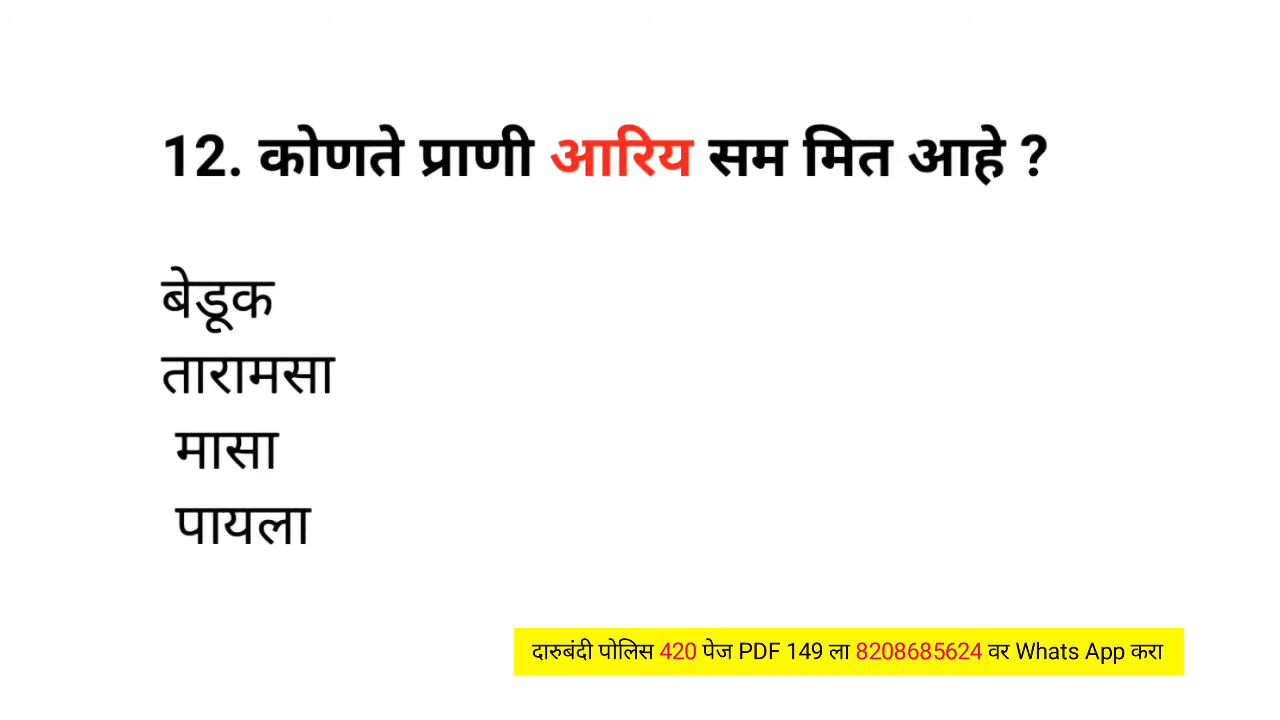 12. कोणते प्राणी आरिय सम मित आहे ?
बेडूक
तारामसा
मासा
पायला
दारुबंदी पोलिस 420 पेज PDF 149 ला 8208685624 वर Whats App करा